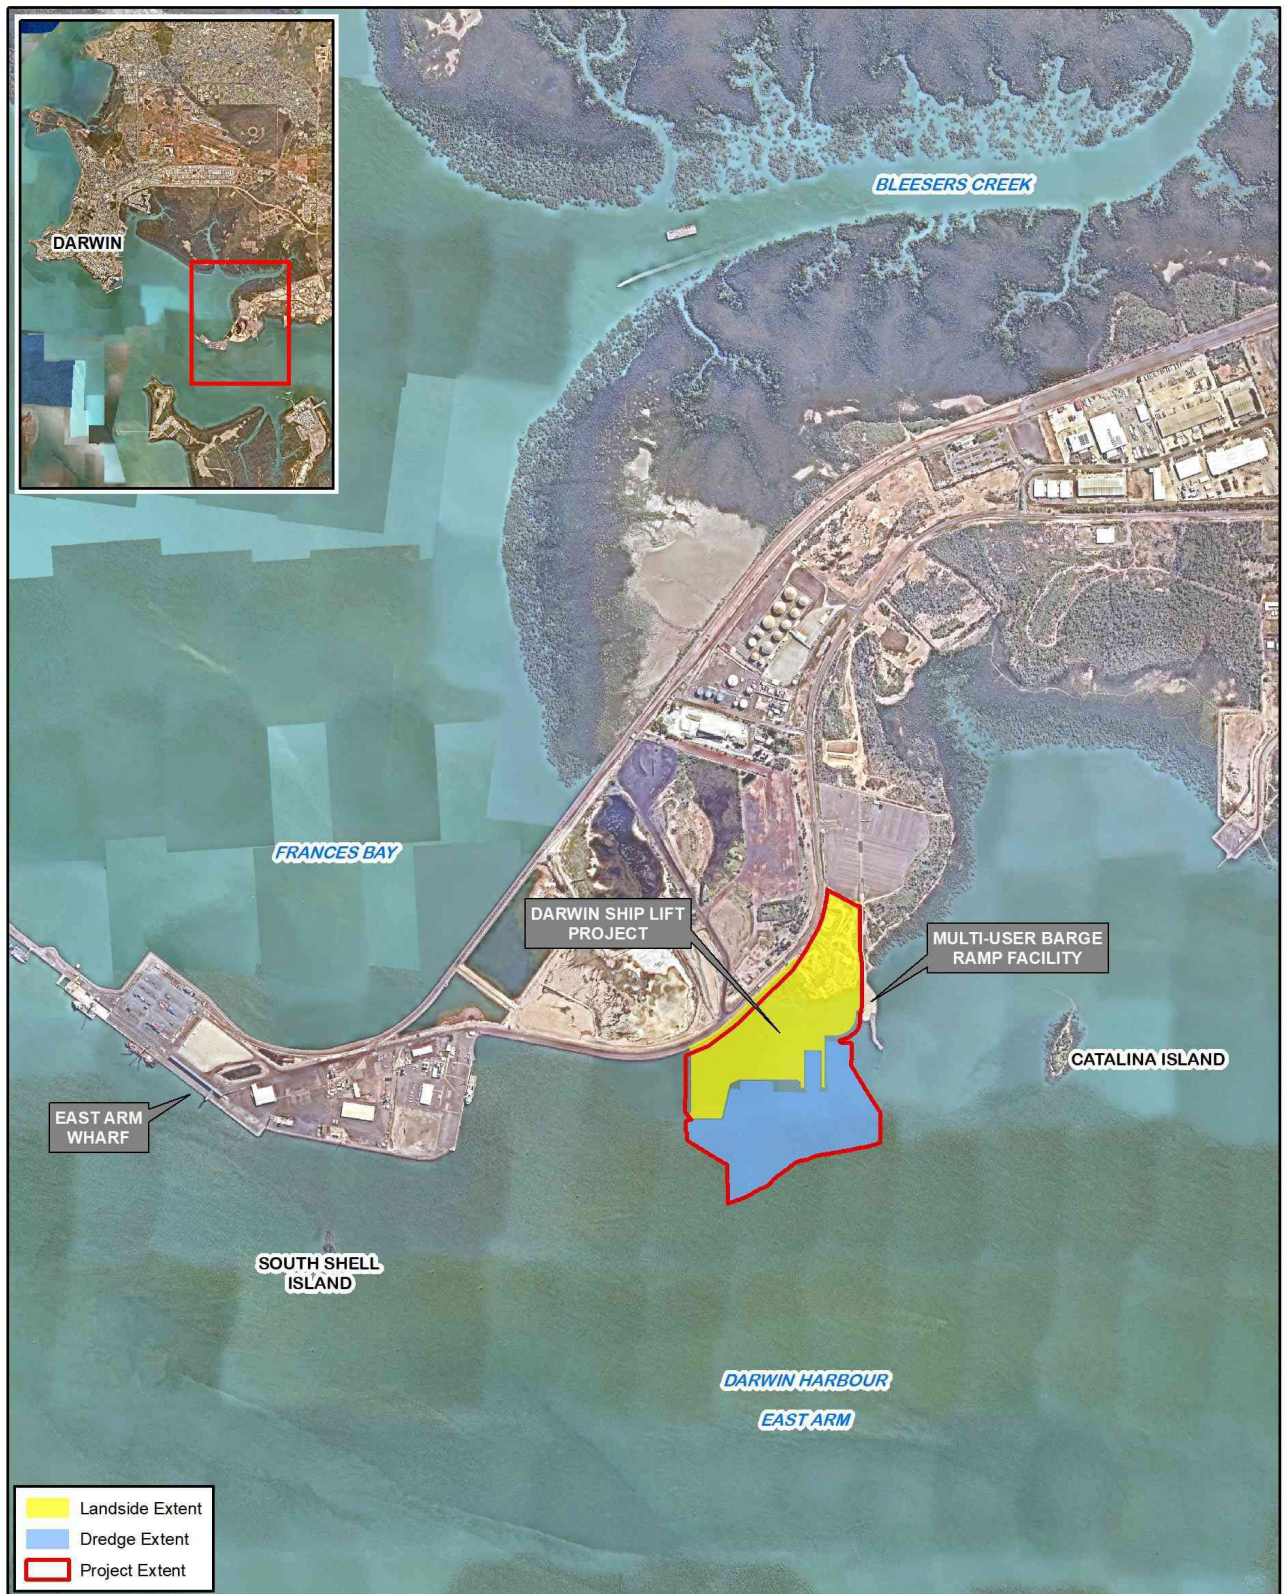 DARWIN
BLEESERS CREEK
FRANCES BAY
DARWIN SHIP LIFT
PROJECT
MULTI-USER BARGE
RAMP FACILITY
CATALINA ISLAND
EAST ARM
WHARF
SOUTH SHELL
ISLAND
DARWIN HARBOUR
EAST ARM
Landside Extent
Dredge Extent
Project Extent